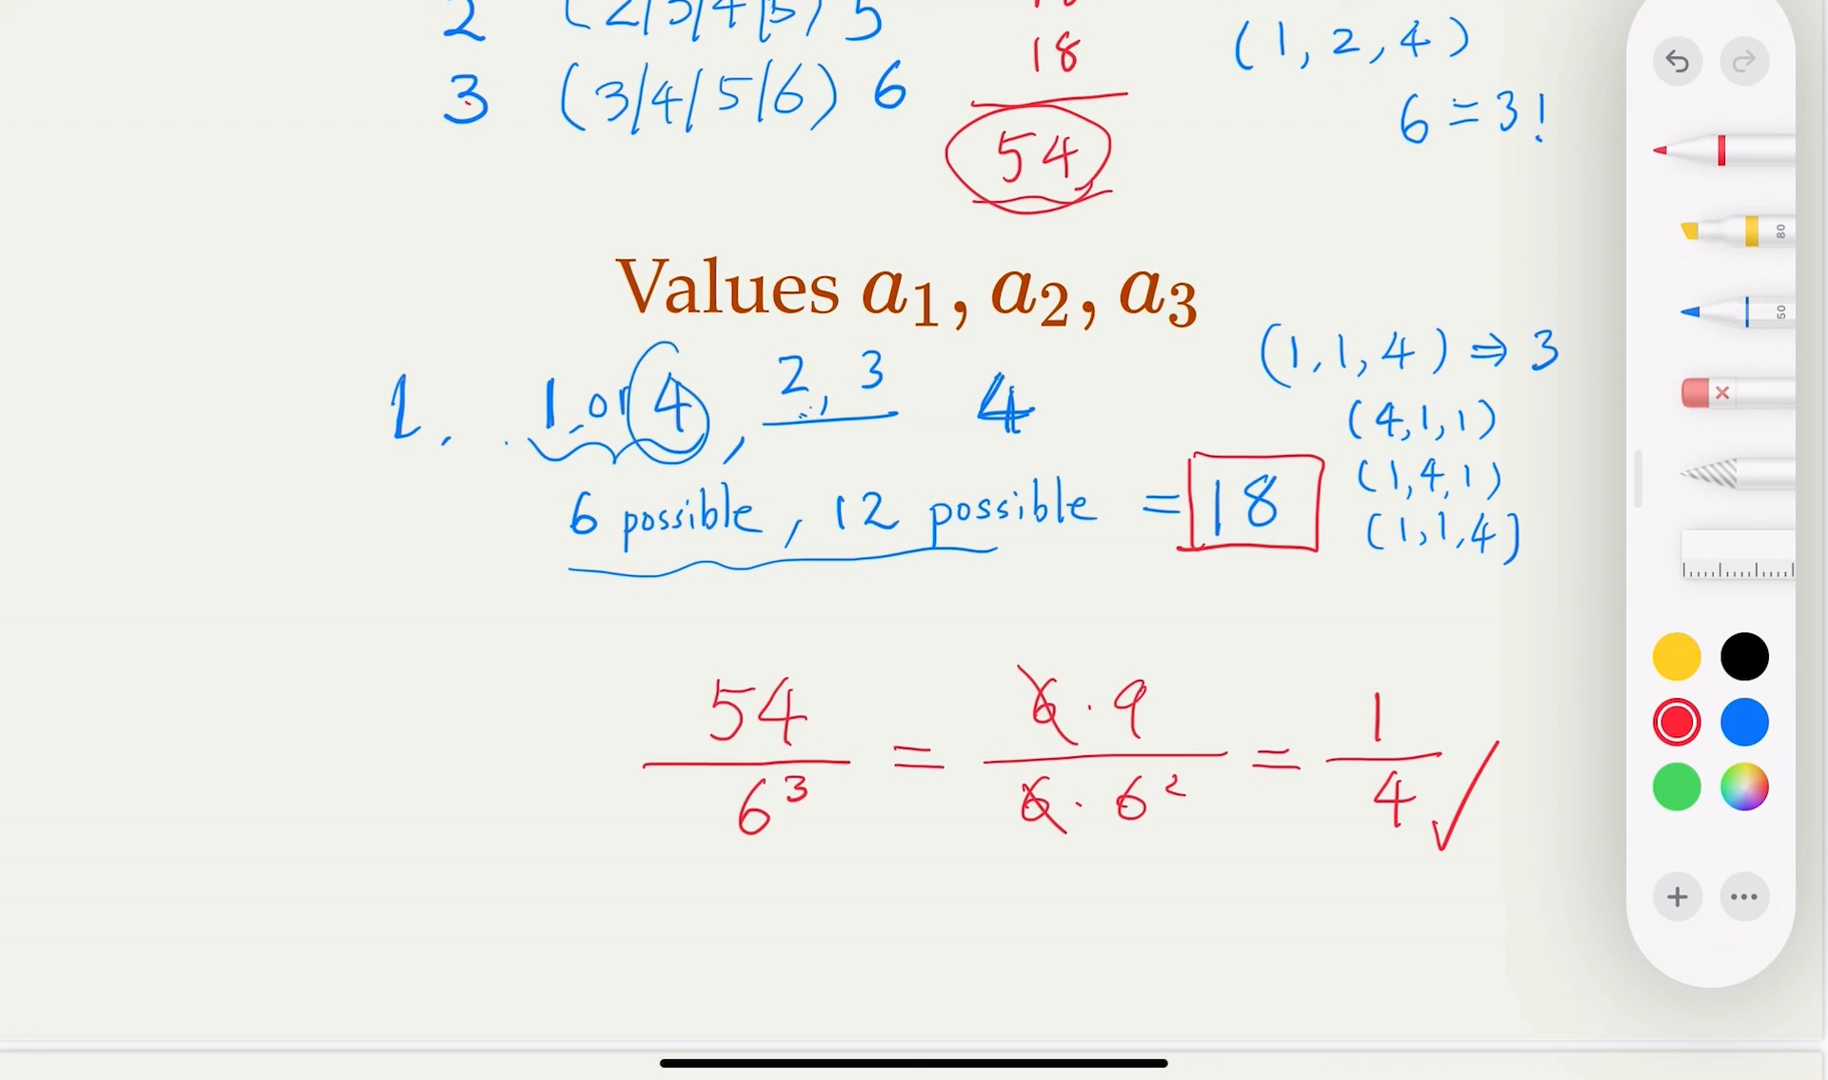 2 (2/3/4/5) 5
3 (3/4/5/6) 6
18
54
(1, 2, 4)
6 = 3!
Values a₁, a₂, a₃
1. 1 or 4, 2, 3 4
6 possible, 12 possible = 18
(1,1,4) ⇒ 3
(4,1,1)
(1,4,1)
(1,1,4)
54/6³ = 6·9/6·6² = 1/4 ✓
80
50